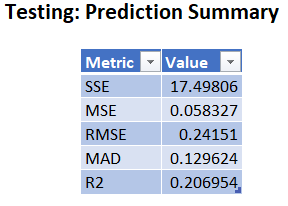 Testing: Prediction Summary
Metric Value
SSE 17.49806
MSE 0.058327
RMSE 0.24151
MAD 0.129624
R2 0.206954